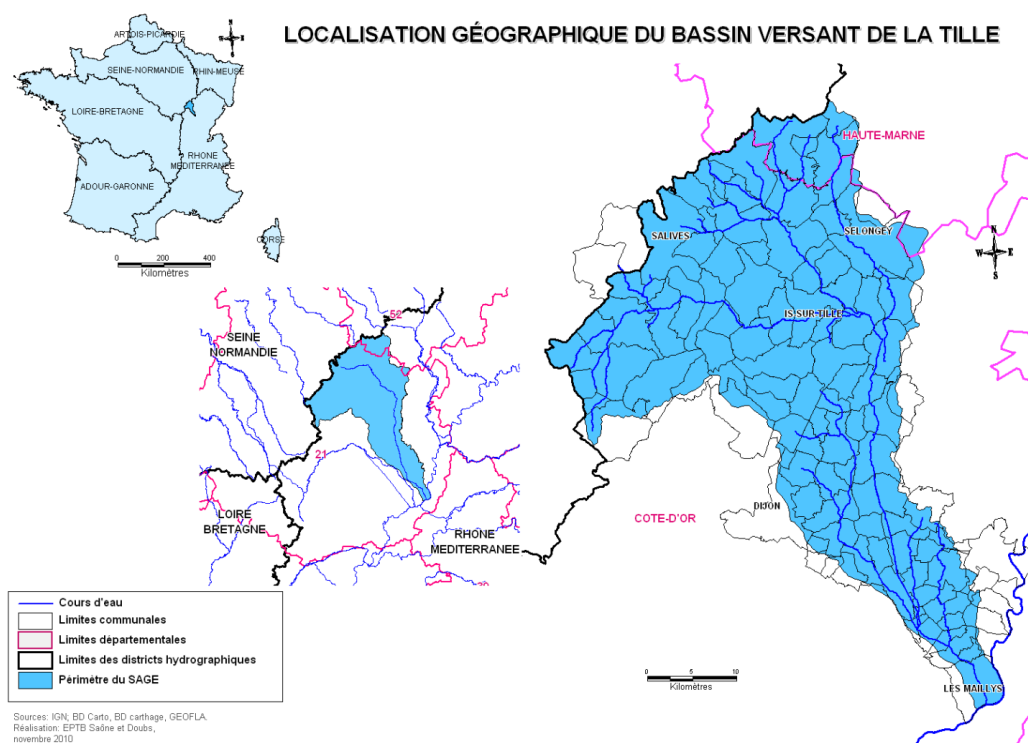 LOCALISATION GÉOGRAPHIQUE DU BASSIN VERSANT DE LA TILLE
ARTOIS-PICARDIE
SEINE-NORMANDIE
RHIN-MEUSE
LOIRE-BRETAGNE
RHONE
MEDITERRANEE
ADOUR-GARONNE
CORSE
N
W E
S
0 200 400
Kilomètres
52
SEINE
NORMANDIE
21
LOIRE
BRETAGNE
RHONE
MEDITERRANEE
HAUTE-MARNE
SALIVES
SELONGEY
N
W E
S
IS SUR TILLE
DIJON
COTE-D'OR
LES MAILLYS
0 5 10
Kilomètres
Cours d'eau
Limites communales
Limites départementales
Limites des districts hydrographiques
Périmètre du SAGE
Sources: IGN; BD Carto, BD carthage, GEOFLA.
Réalisation: EPTB Saône et Doubs,
novembre 2010